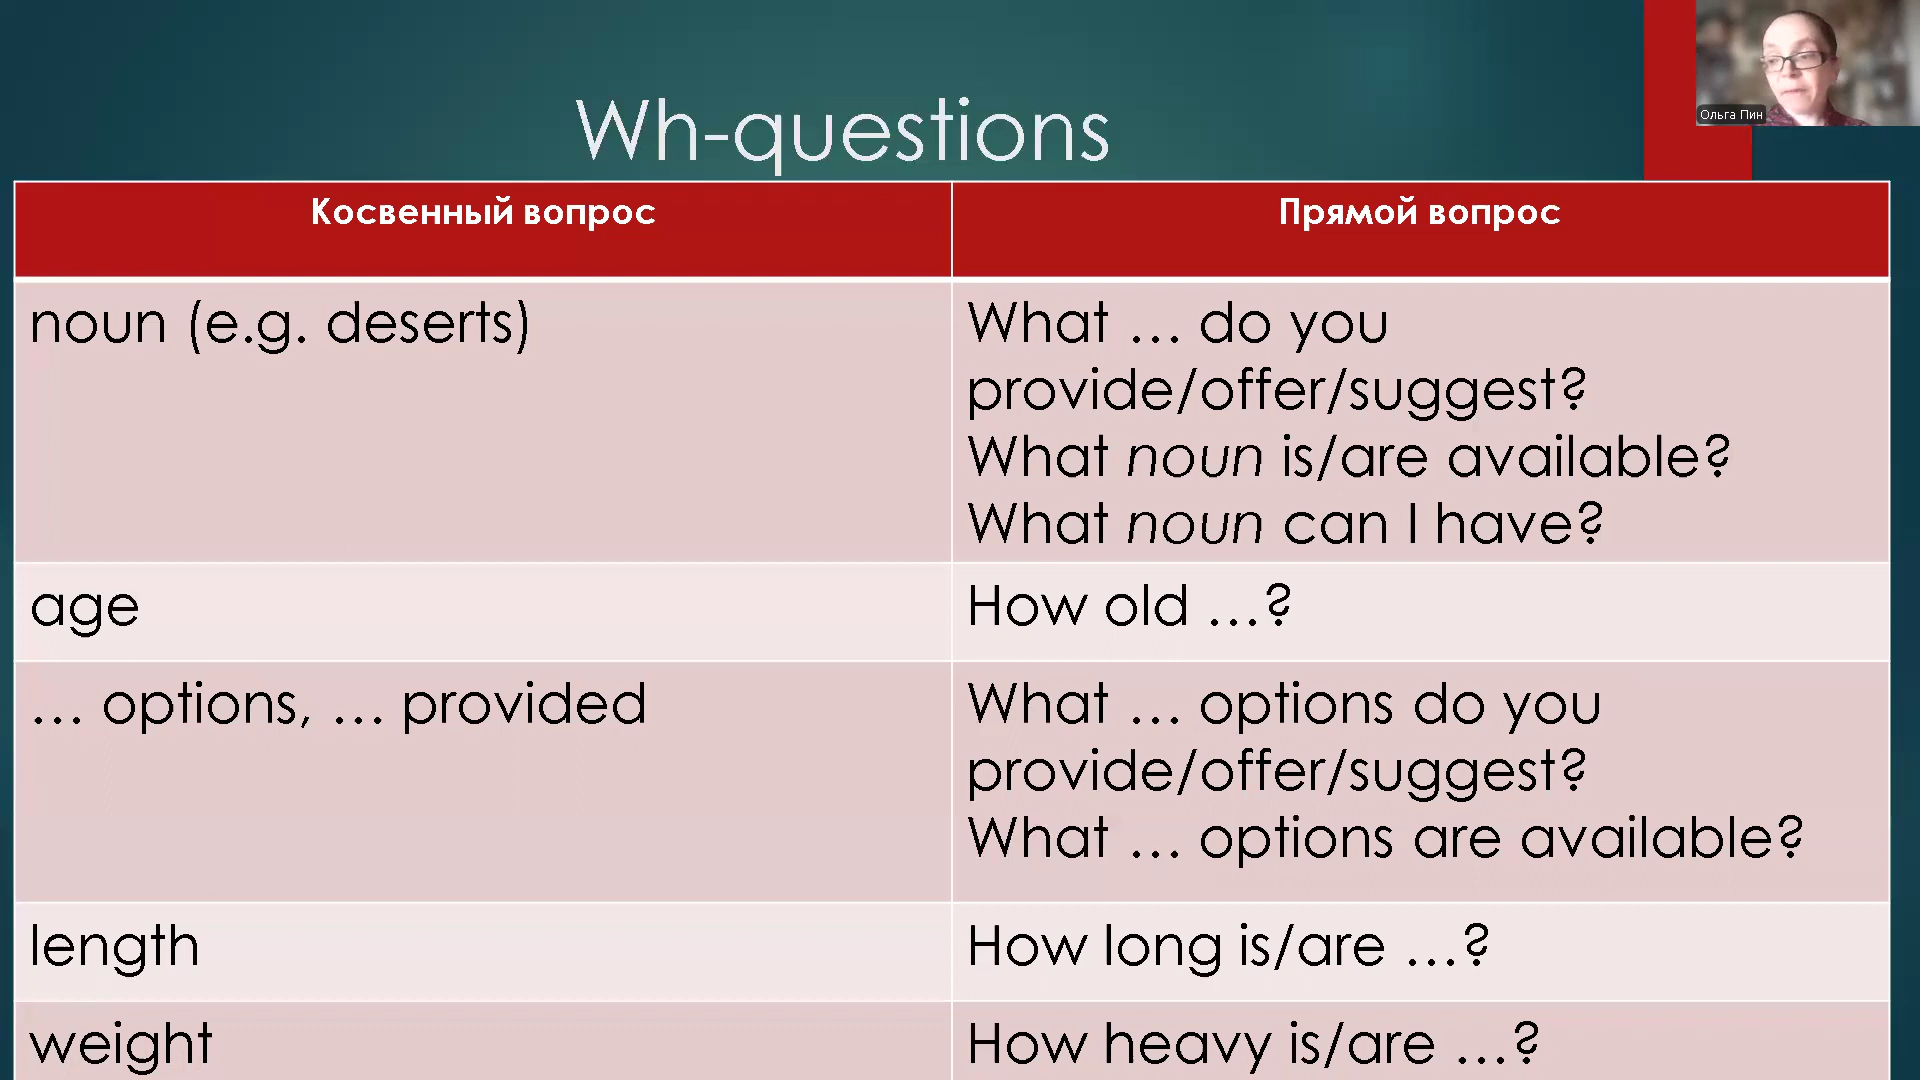 Ольга Пин
Wh-questions
Косвенный вопрос
Прямой вопрос
noun (e.g. deserts)
What … do you
provide/offer/suggest?
What noun is/are available?
What noun can I have?
age
How old …?
… options, … provided
What … options do you
provide/offer/suggest?
What … options are available?
length
How long is/are …?
weight
How heavy is/are …?